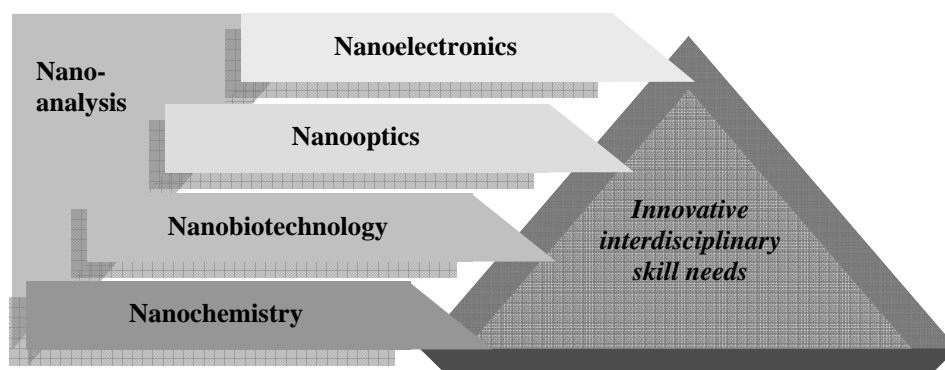 Nanoelectronics
Nano-
analysis
Nanooptics
Nanobiotechnology
Nanochemistry
Innovative
interdisciplinary
skill needs